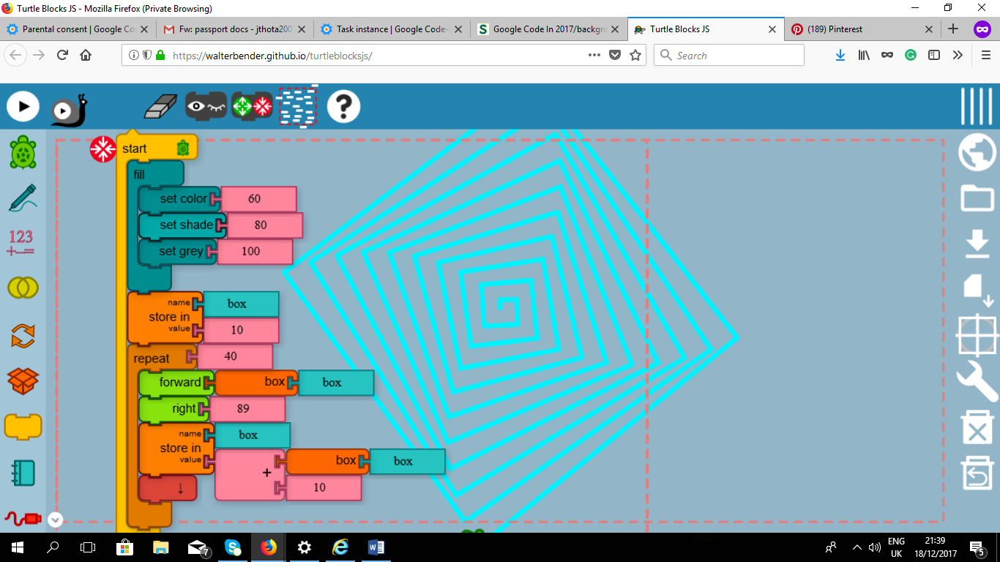 Turtle Blocks JS - Mozilla Firefox (Private Browsing)
Parental consent | Google Co
Fw: passport docs - jthota200
Task instance | Google Code-
Google Code In 2017/backgro
Turtle Blocks JS
(189) Pinterest
https://walterbender.github.io/turtleblocksjs/
Search
?
start
fill
set color 60
set shade 80
set grey 100
123
+-=
name box
store in
value 10
repeat 40
forward box box
right 89
name box
store in
value + box box
↓ 10
7
ENG 21:39
UK 18/12/2017
5